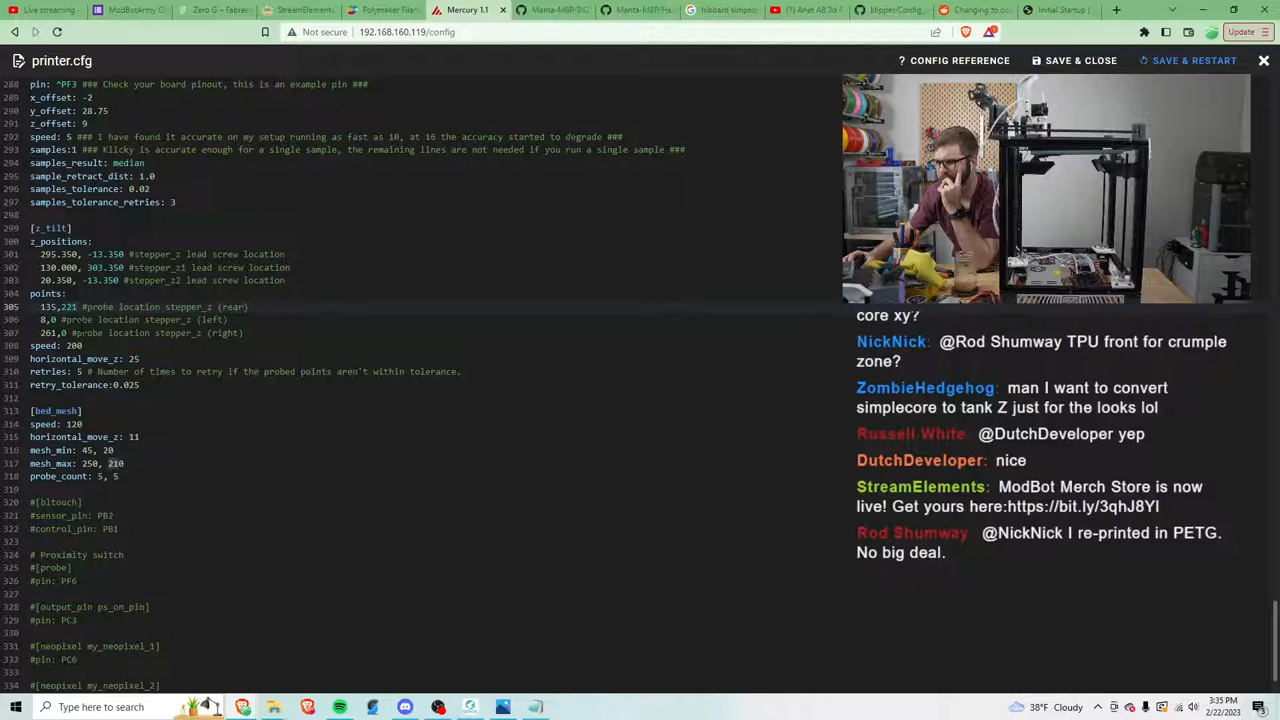 Live streaming
ModBotArmy G
Zero G – Fabree
StreamElements
Polymaker Filam
Mercury 1.1
Manta-M8P/BIG
Manta-M8P/Ha
hibbard simpso
(1) Anet A8 3d
klipper/Config_
Changing to co
Initial Startup
Not secure
192.168.160.119/config
Update
printer.cfg
? CONFIG REFERENCE
SAVE & CLOSE
SAVE & RESTART
288 pin: ^PF3 ### Check your board pinout, this is an example pin ###
289 x_offset: -2
290 y_offset: 28.75
291 z_offset: 9
292 speed: 5 ### I have found it accurate on my setup running as fast as 10, at 16 the accuracy started to degrade ###
293 samples:1 ### Klicky is accurate enough for a single sample, the remaining lines are not needed if you run a single sample ###
294 samples_result: median
295 sample_retract_dist: 1.0
296 samples_tolerance: 0.02
297 samples_tolerance_retries: 3
298
299 [z_tilt]
300 z_positions:
301 295.350, -13.350 #stepper_z lead screw location
302 130.000, 303.350 #stepper_z1 lead screw location
303 20.350, -13.350 #stepper_z2 lead screw location
304 points:
305 135,221 #probe location stepper_z (rear)
306 8,0 #probe location stepper_z (left)
307 261,0 #probe location stepper_z (right)
308 speed: 200
309 horizontal_move_z: 25
310 retries: 5 # Number of times to retry if the probed points aren't within tolerance.
311 retry_tolerance:0.025
312
313 [bed_mesh]
314 speed: 120
315 horizontal_move_z: 11
316 mesh_min: 45, 20
317 mesh_max: 250, 210
318 probe_count: 5, 5
319
320 #[bltouch]
321 #sensor_pin: PB2
322 #control_pin: PB1
323
324 # Proximity switch
325 #[probe]
326 #pin: PF6
327
328 #[output_pin ps_on_pin]
329 #pin: PC3
330
331 #[neopixel my_neopixel_1]
332 #pin: PC6
333
334 #[neopixel my_neopixel_2]
core xy?
NickNick: @Rod Shumway TPU front for crumple
zone?
ZombieHedgehog: man I want to convert
simplecore to tank Z just for the looks lol
Russell White: @DutchDeveloper yep
DutchDeveloper: nice
StreamElements: ModBot Merch Store is now
live! Get yours here:https://bit.ly/3qhJ8YI
Rod Shumway: @NickNick I re-printed in PETG.
No big deal.
Type here to search
38°F Cloudy
3:35 PM
2/22/2023